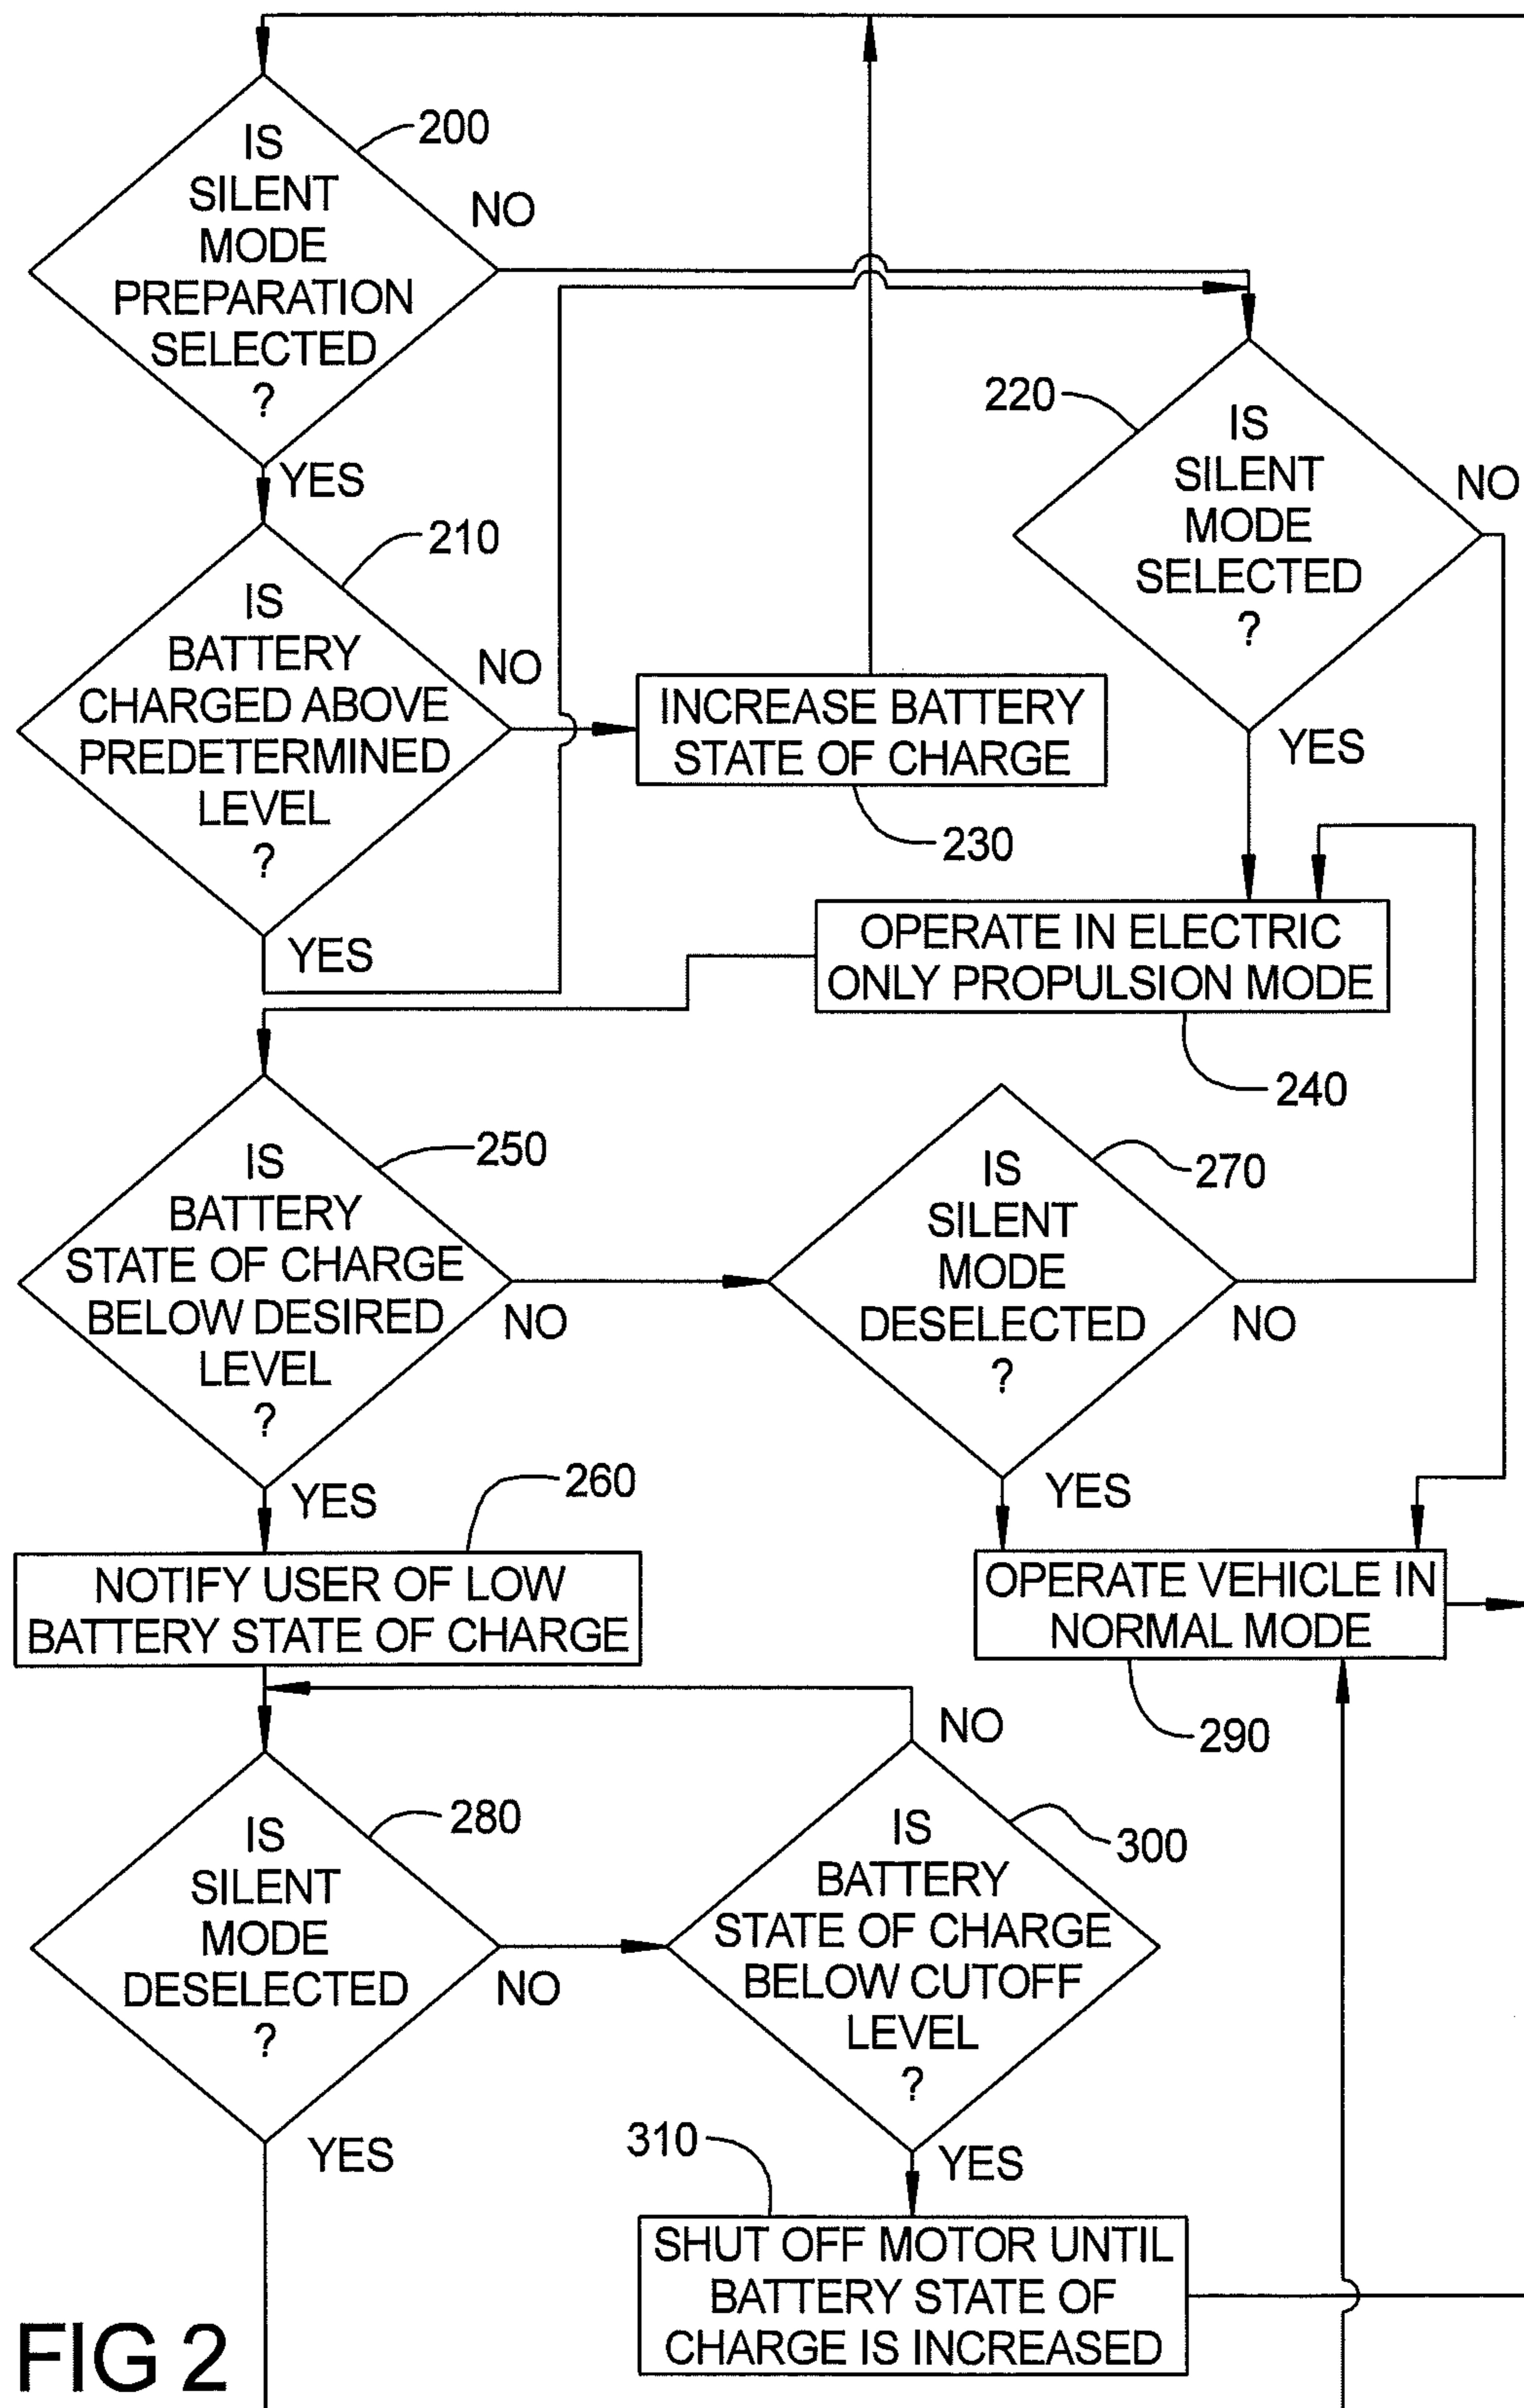 IS
SILENT
MODE
PREPARATION
SELECTED
?
200
NO
YES
IS
BATTERY
CHARGED ABOVE
PREDETERMINED
LEVEL
?
210
NO
YES
INCREASE BATTERY
STATE OF CHARGE
230
IS
SILENT
MODE
SELECTED
?
220
NO
YES
OPERATE IN ELECTRIC
ONLY PROPULSION MODE
240
IS
BATTERY
STATE OF CHARGE
BELOW DESIRED
LEVEL
?
250
NO
YES
IS
SILENT
MODE
DESELECTED
?
270
NO
YES
NOTIFY USER OF LOW
BATTERY STATE OF CHARGE
260
OPERATE VEHICLE IN
NORMAL MODE
290
IS
SILENT
MODE
DESELECTED
?
280
NO
YES
IS
BATTERY
STATE OF CHARGE
BELOW CUTOFF
LEVEL
?
300
NO
YES
SHUT OFF MOTOR UNTIL
BATTERY STATE OF
CHARGE IS INCREASED
310
FIG 2